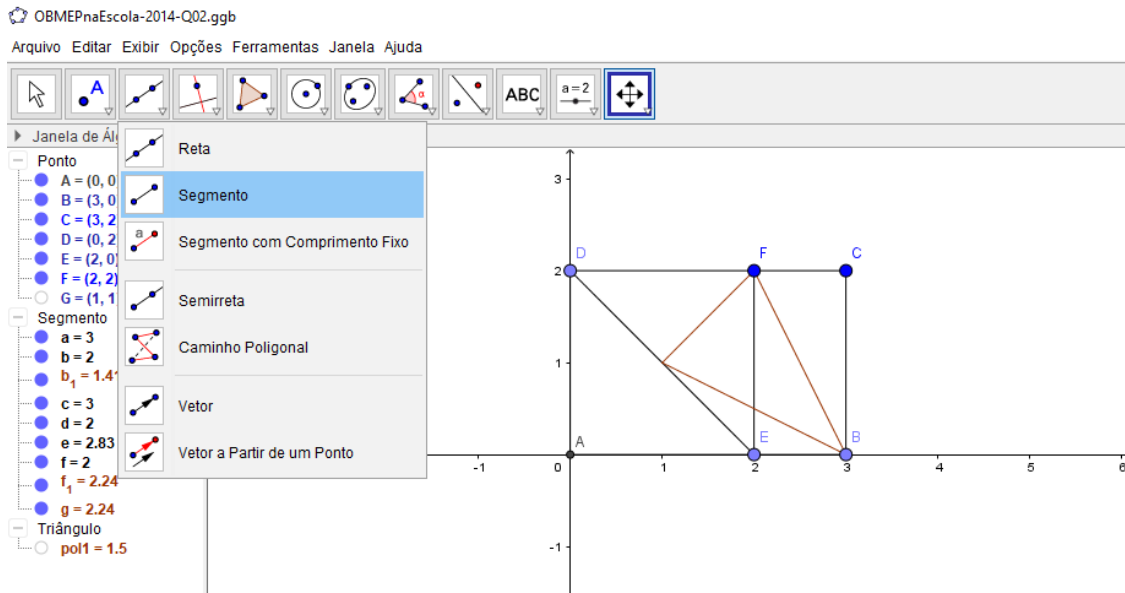 OBMEPnaEscola-2014-Q02.ggb
Arquivo Editar Exibir Opções Ferramentas Janela Ajuda
A
α
ABC
a=2
Janela de Ál
Ponto
A = (0, 0
B = (3, 0
C = (3, 2
D = (0, 2
E = (2, 0)
F = (2, 2)
G = (1, 1
Segmento
a = 3
b = 2
b1 = 1.41
c = 3
d = 2
e = 2.83
f = 2
f1 = 2.24
g = 2.24
Triângulo
pol1 = 1.5
Reta
Segmento
a
Segmento com Comprimento Fixo
Semirreta
Caminho Poligonal
Vetor
Vetor a Partir de um Ponto
3
D F C
2
1
A E B
-1 0 1 2 3 4 5 6
-1